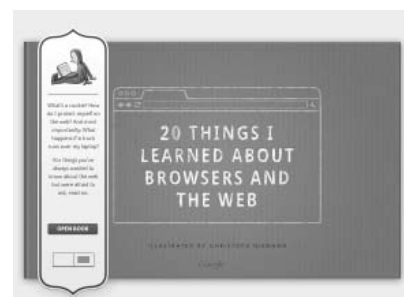 What's a cookie? How
do I protect myself on
the web? And most
importantly: What
happens if a truck
runs over my laptop?
For things you've
always wanted to
know about the web
but were afraid to
ask, read on.
OPEN BOOK
20 THINGS I
LEARNED ABOUT
BROWSERS AND
THE WEB
ILLUSTRATED BY CHRISTOPH NIEMANN
Google